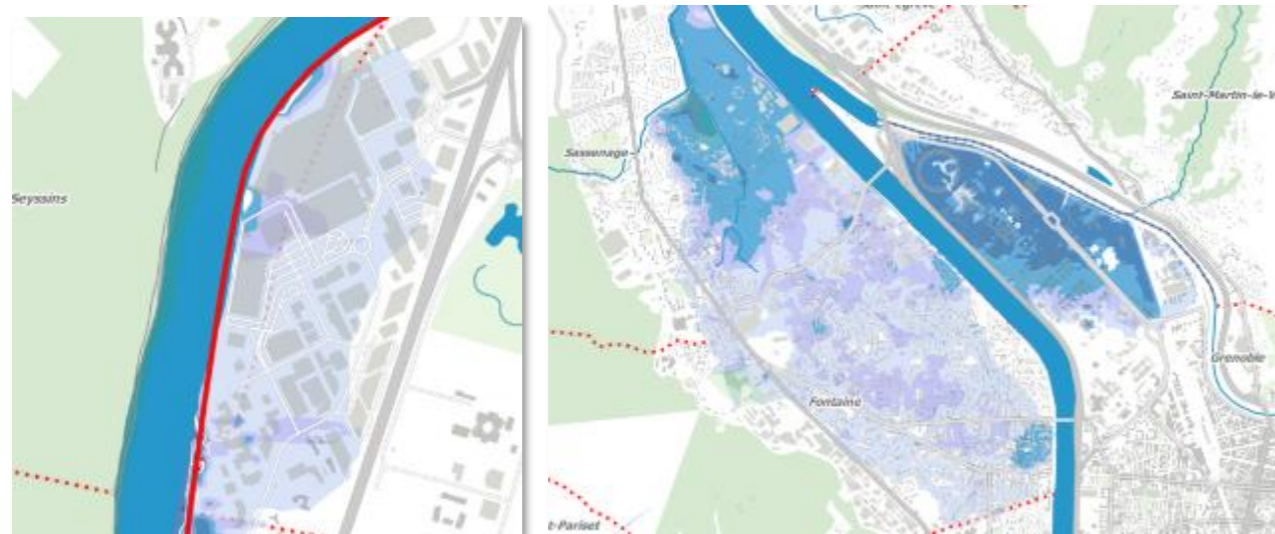 Seyssins
Sassenage
Saint-Martin-le-V
Grenoble
Fontaine
t-Pariset